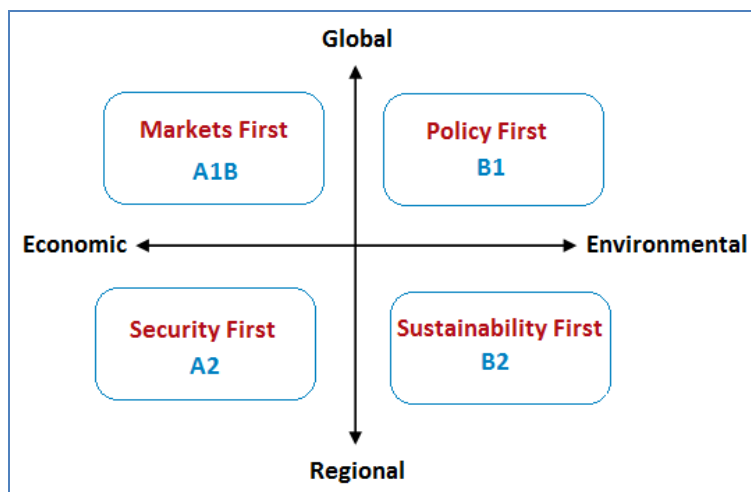 Global
Markets First
A1B
Policy First
B1
Economic
Environmental
Security First
A2
Sustainability First
B2
Regional